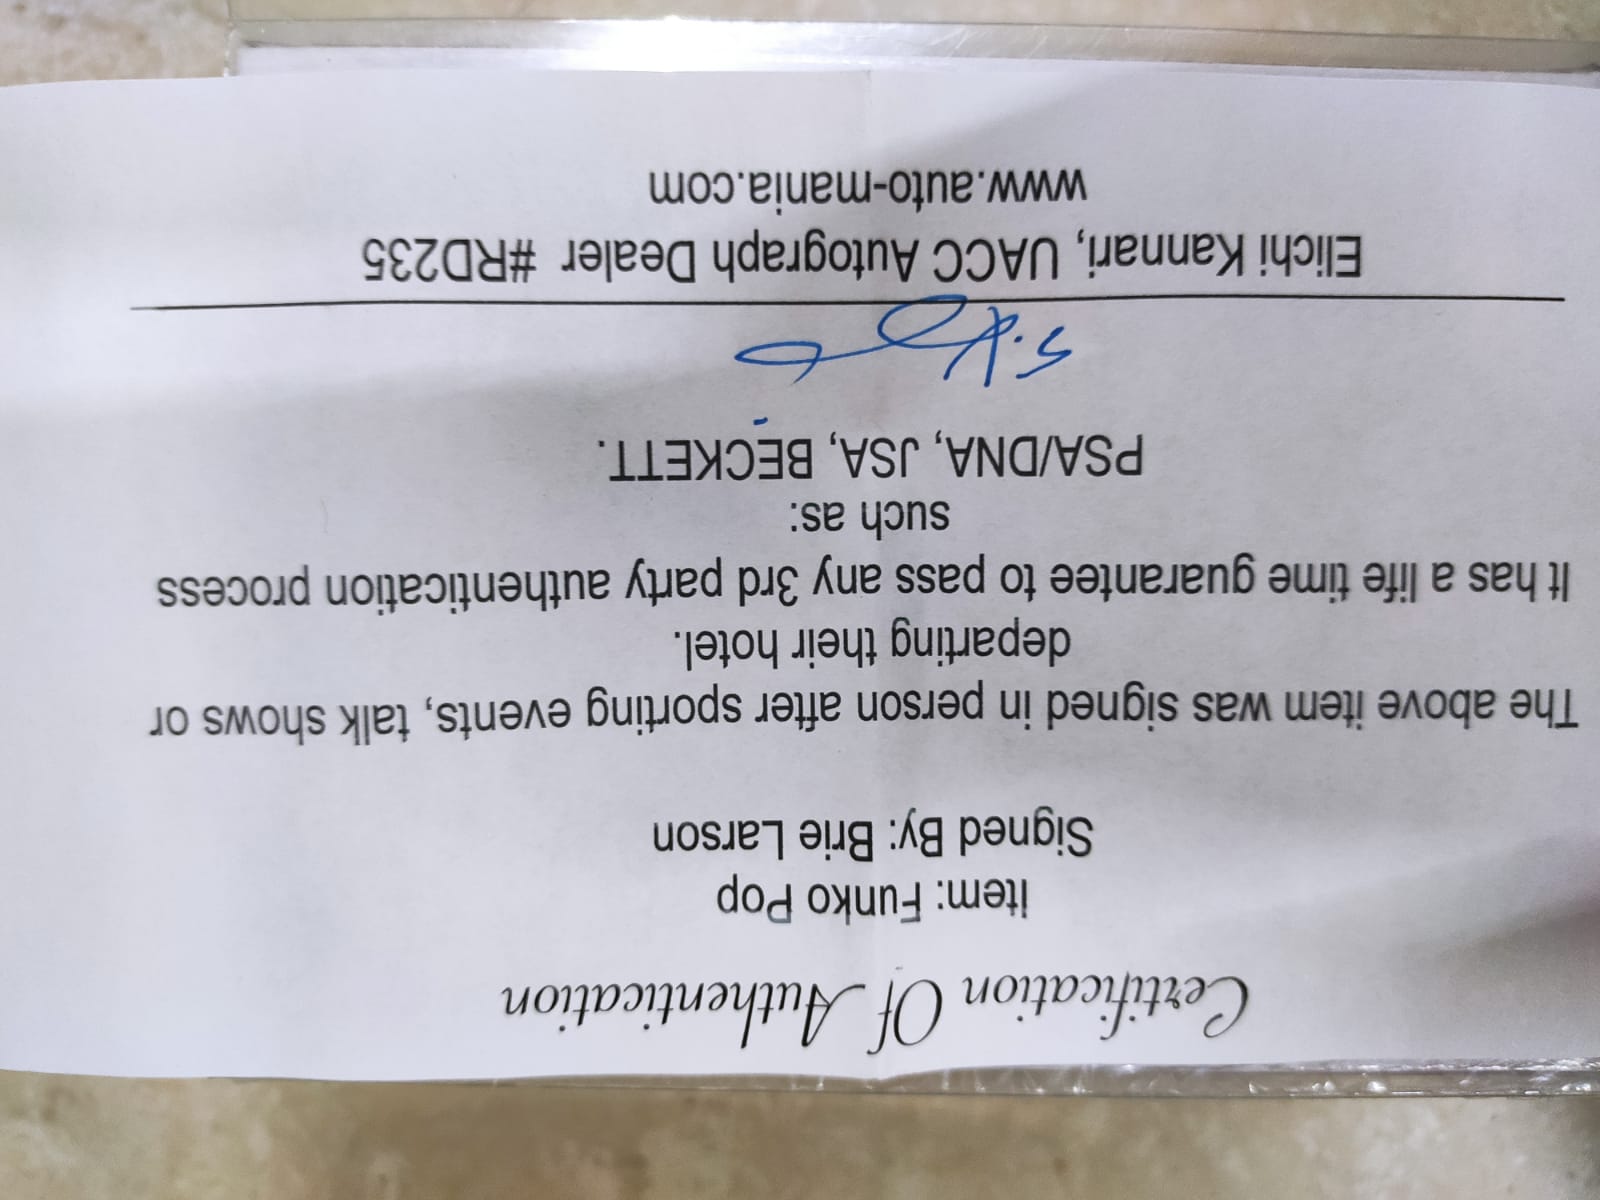 Certification Of Authentication
Item: Funko Pop
Signed By: Brie Larson
The above item was signed in person after sporting events, talk shows or
departing their hotel.
It has a life time guarantee to pass any 3rd party authentication process
such as:
PSA/DNA, JSA, BECKETT.
EIichi Kannari, UACC Autograph Dealer #RD235
www.auto-mania.com